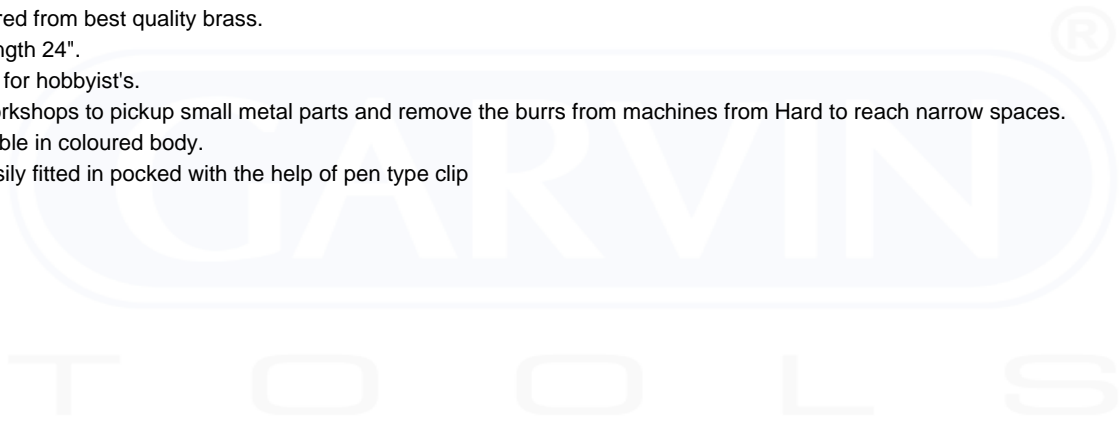 red from best quality brass.
ngth 24".
for hobbyist's.
orkshops to pickup small metal parts and remove the burrs from machines from Hard to reach narrow spaces.
ble in coloured body.
sily fitted in pocked with the help of pen type clip
GARVIN ®
TOOLS